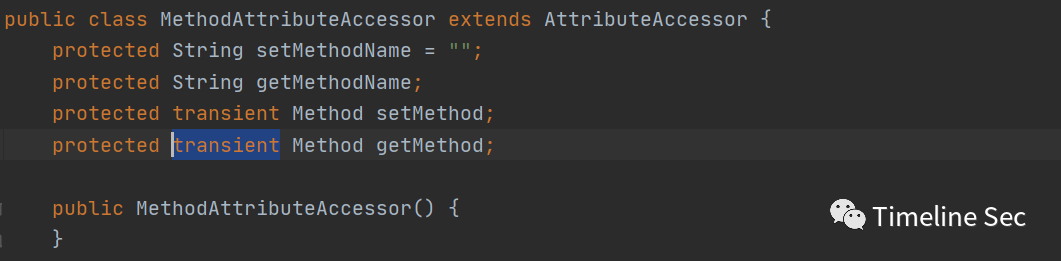 public class MethodAttributeAccessor extends AttributeAccessor {
    protected String setMethodName = "";
    protected String getMethodName;
    protected transient Method setMethod;
    protected transient Method getMethod;
    public MethodAttributeAccessor() {
    }
Timeline Sec